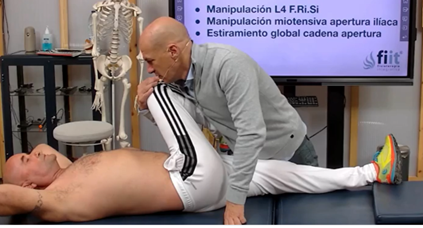 ● Manipulación L4 F.Ri.Si
● Manipulación miotensiva apertura ilíaca
● Estiramiento global cadena apertura
fiit